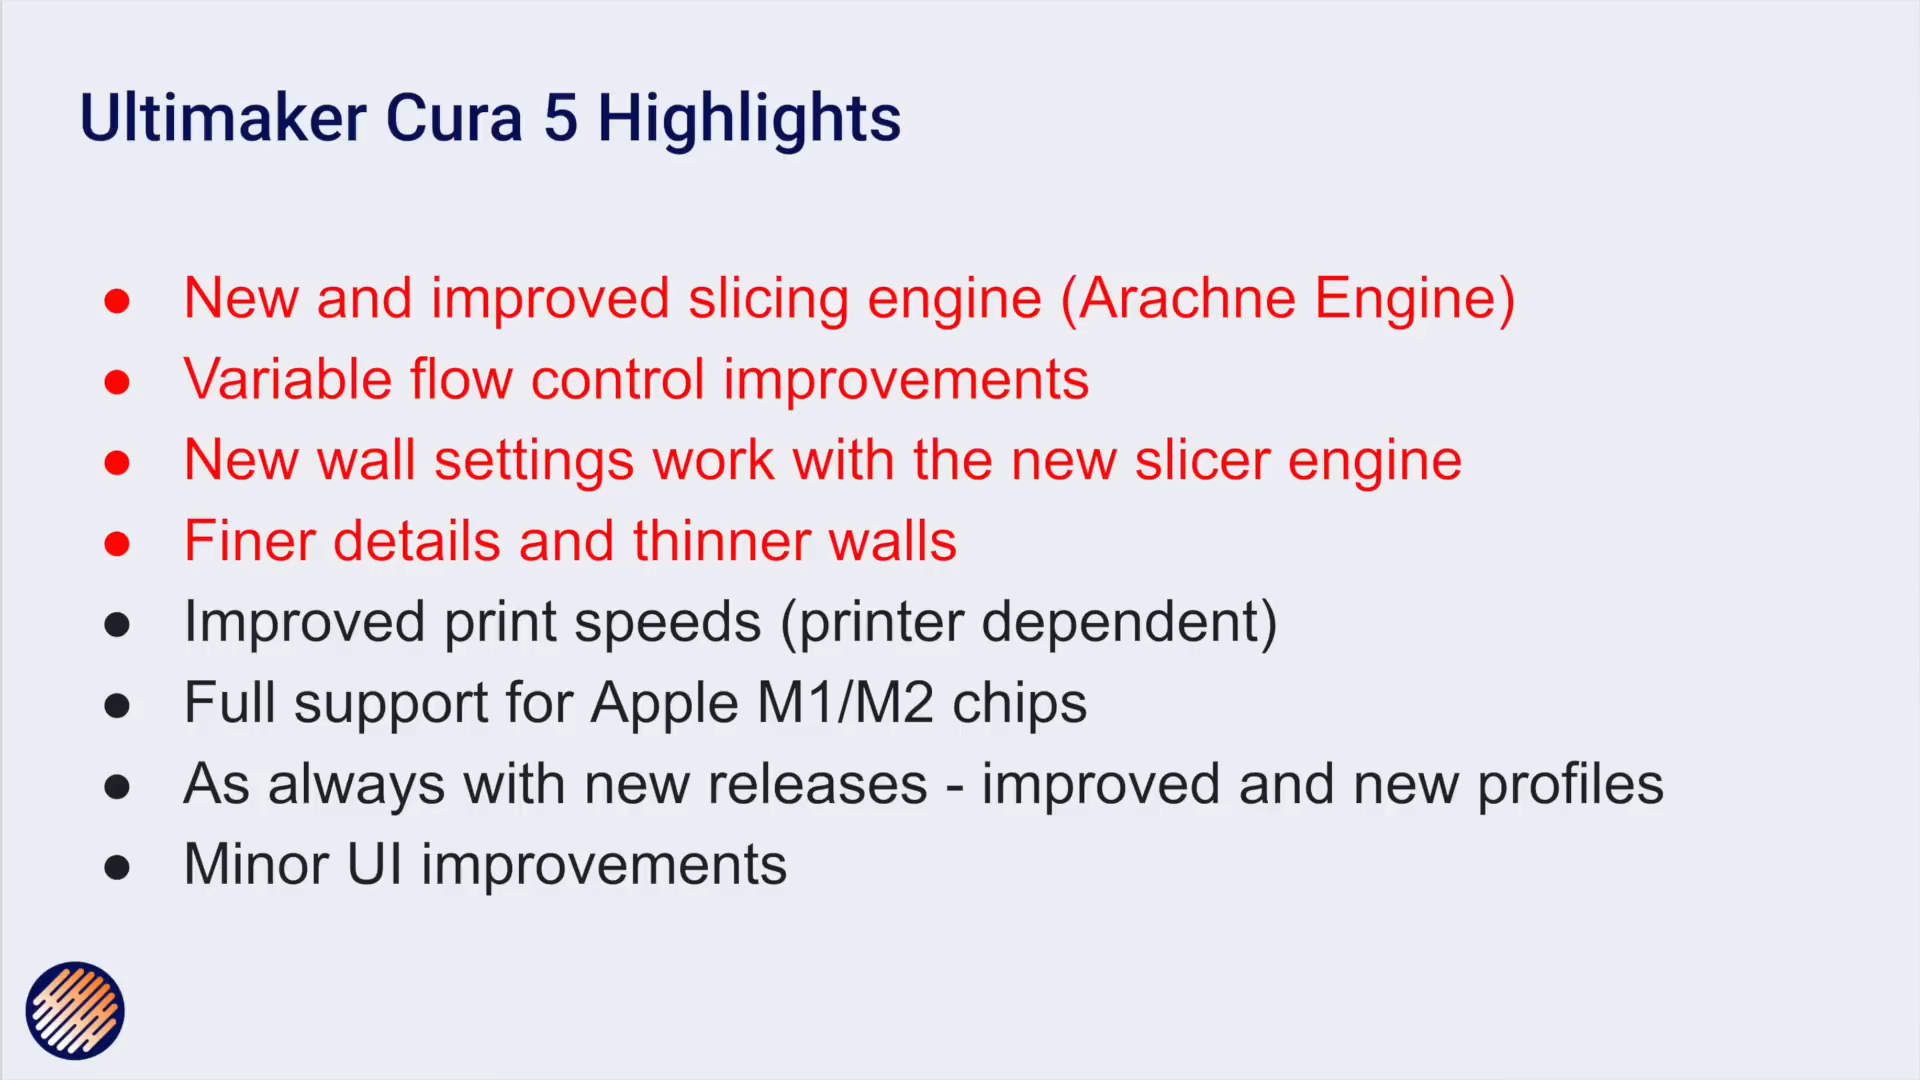 Ultimaker Cura 5 Highlights
● New and improved slicing engine (Arachne Engine)
● Variable flow control improvements
● New wall settings work with the new slicer engine
● Finer details and thinner walls
● Improved print speeds (printer dependent)
● Full support for Apple M1/M2 chips
● As always with new releases - improved and new profiles
● Minor UI improvements